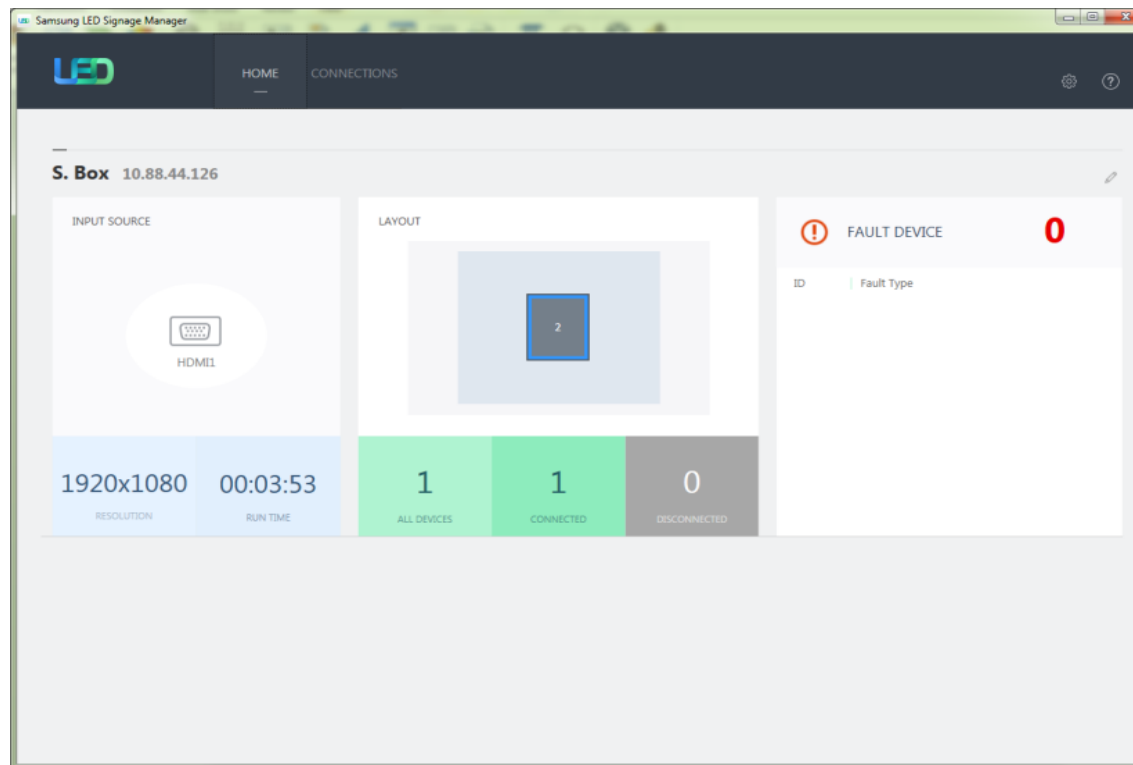 Samsung LED Signage Manager
LED
HOME
CONNECTIONS
?
S. Box 10.88.44.126
INPUT SOURCE
HDMI1
1920x1080
RESOLUTION
00:03:53
RUN TIME
LAYOUT
2
1
ALL DEVICES
1
CONNECTED
0
DISCONNECTED
! FAULT DEVICE 0
ID | Fault Type